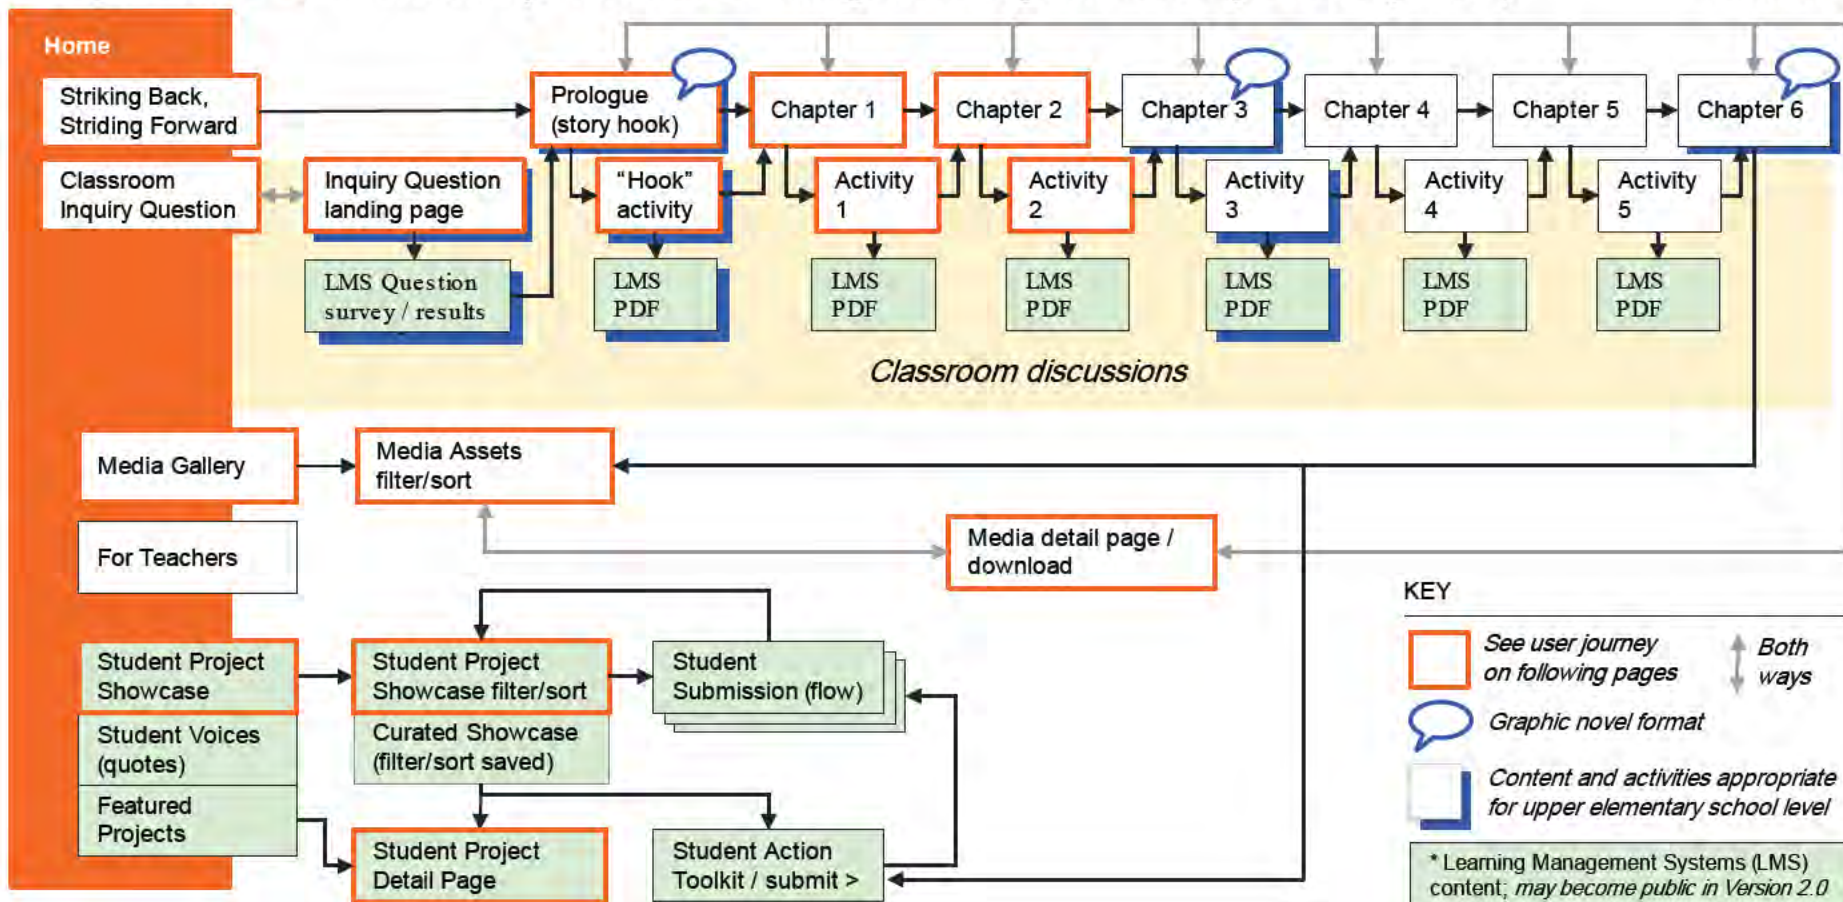 Home
Striking Back,
Striding Forward
Prologue
(story hook)
Chapter 1
Chapter 2
Chapter 3
Chapter 4
Chapter 5
Chapter 6
Classroom
Inquiry Question
Inquiry Question
landing page
“Hook”
activity
Activity
1
Activity
2
Activity
3
Activity
4
Activity
5
LMS Question
survey / results
LMS
PDF
LMS
PDF
LMS
PDF
LMS
PDF
LMS
PDF
LMS
PDF
Classroom discussions
Media Gallery
Media Assets
filter/sort
For Teachers
Media detail page /
download
Student Project
Showcase
Student Project
Showcase filter/sort
Student
Submission (flow)
Student Voices
(quotes)
Curated Showcase
(filter/sort saved)
Featured
Projects
Student Project
Detail Page
Student Action
Toolkit / submit >
KEY
See user journey
on following pages
Both
ways
Graphic novel format
Content and activities appropriate
for upper elementary school level
* Learning Management Systems (LMS)
content; may become public in Version 2.0